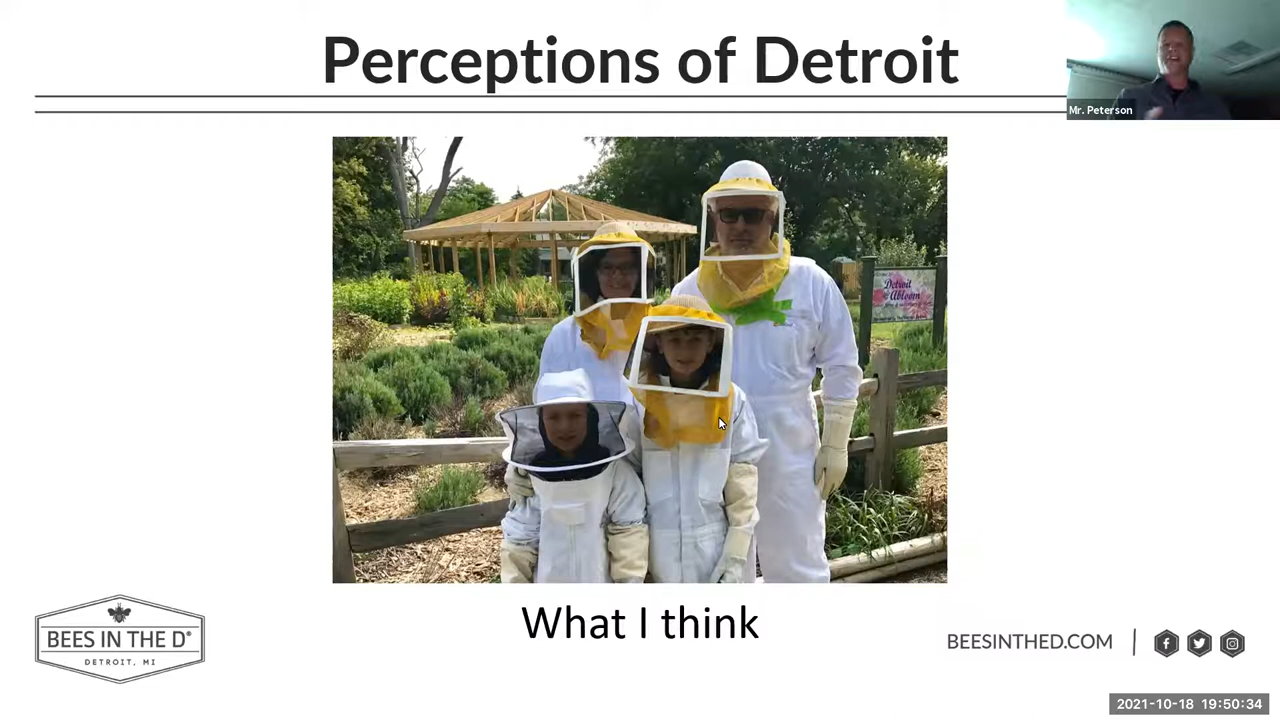 Perceptions of Detroit
Mr. Peterson
Detroit
Abloom
What I think
BEES IN THE D®
DETROIT, MI
BEESINTHED.COM
2021-10-18 19:50:34